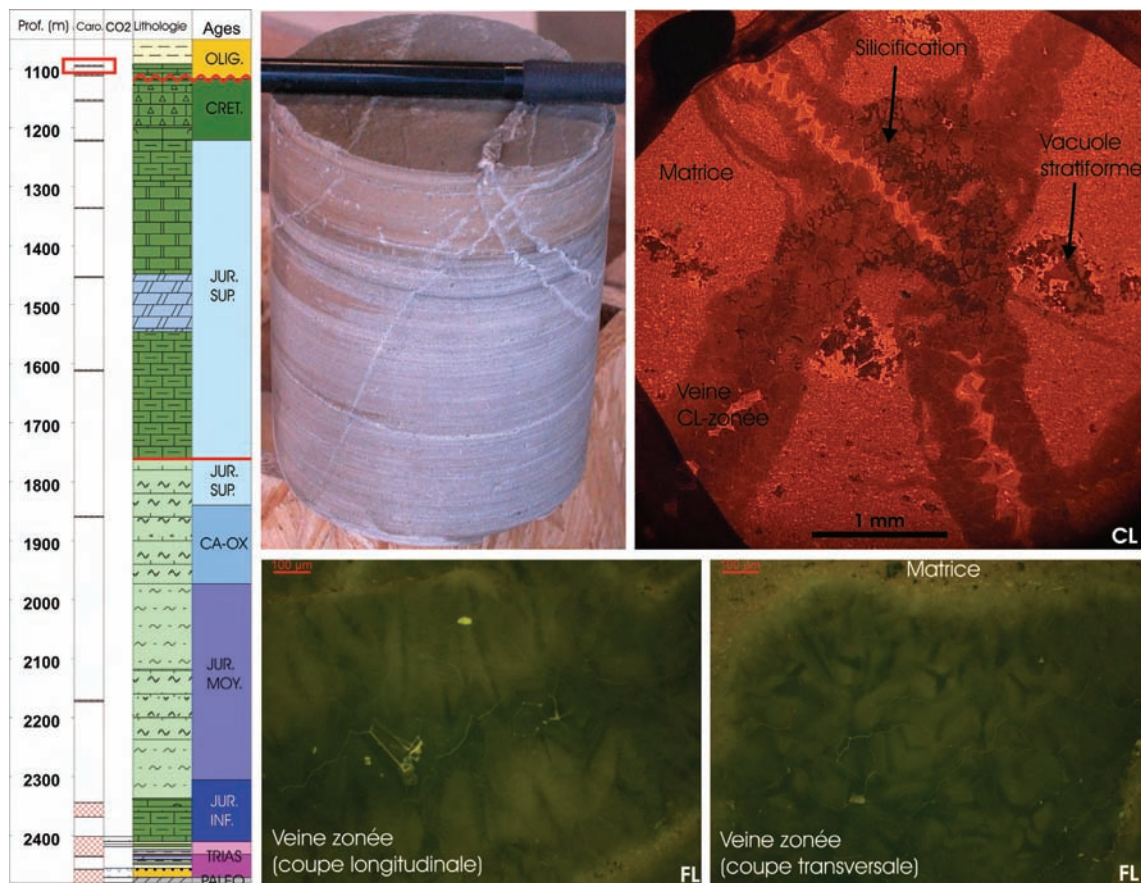 Prof. (m) Caro. CO2 Lithologie Ages
1100
1200
1300
1400
1500
1600
1700
1800
1900
2000
2100
2200
2300
2400
OLIG.
CRET.
JUR.
SUP.
JUR.
SUP.
CA-OX
JUR.
MOY.
JUR.
INF.
TRIAS
PALEO.
Silicification
Vacuole
stratiforme
Matrice
Veine
CL-zonée
1 mm
CL
100 µm
Veine zonée
(coupe longitudinale)
FL
100 µm
Matrice
Veine zonée
(coupe transversale)
FL